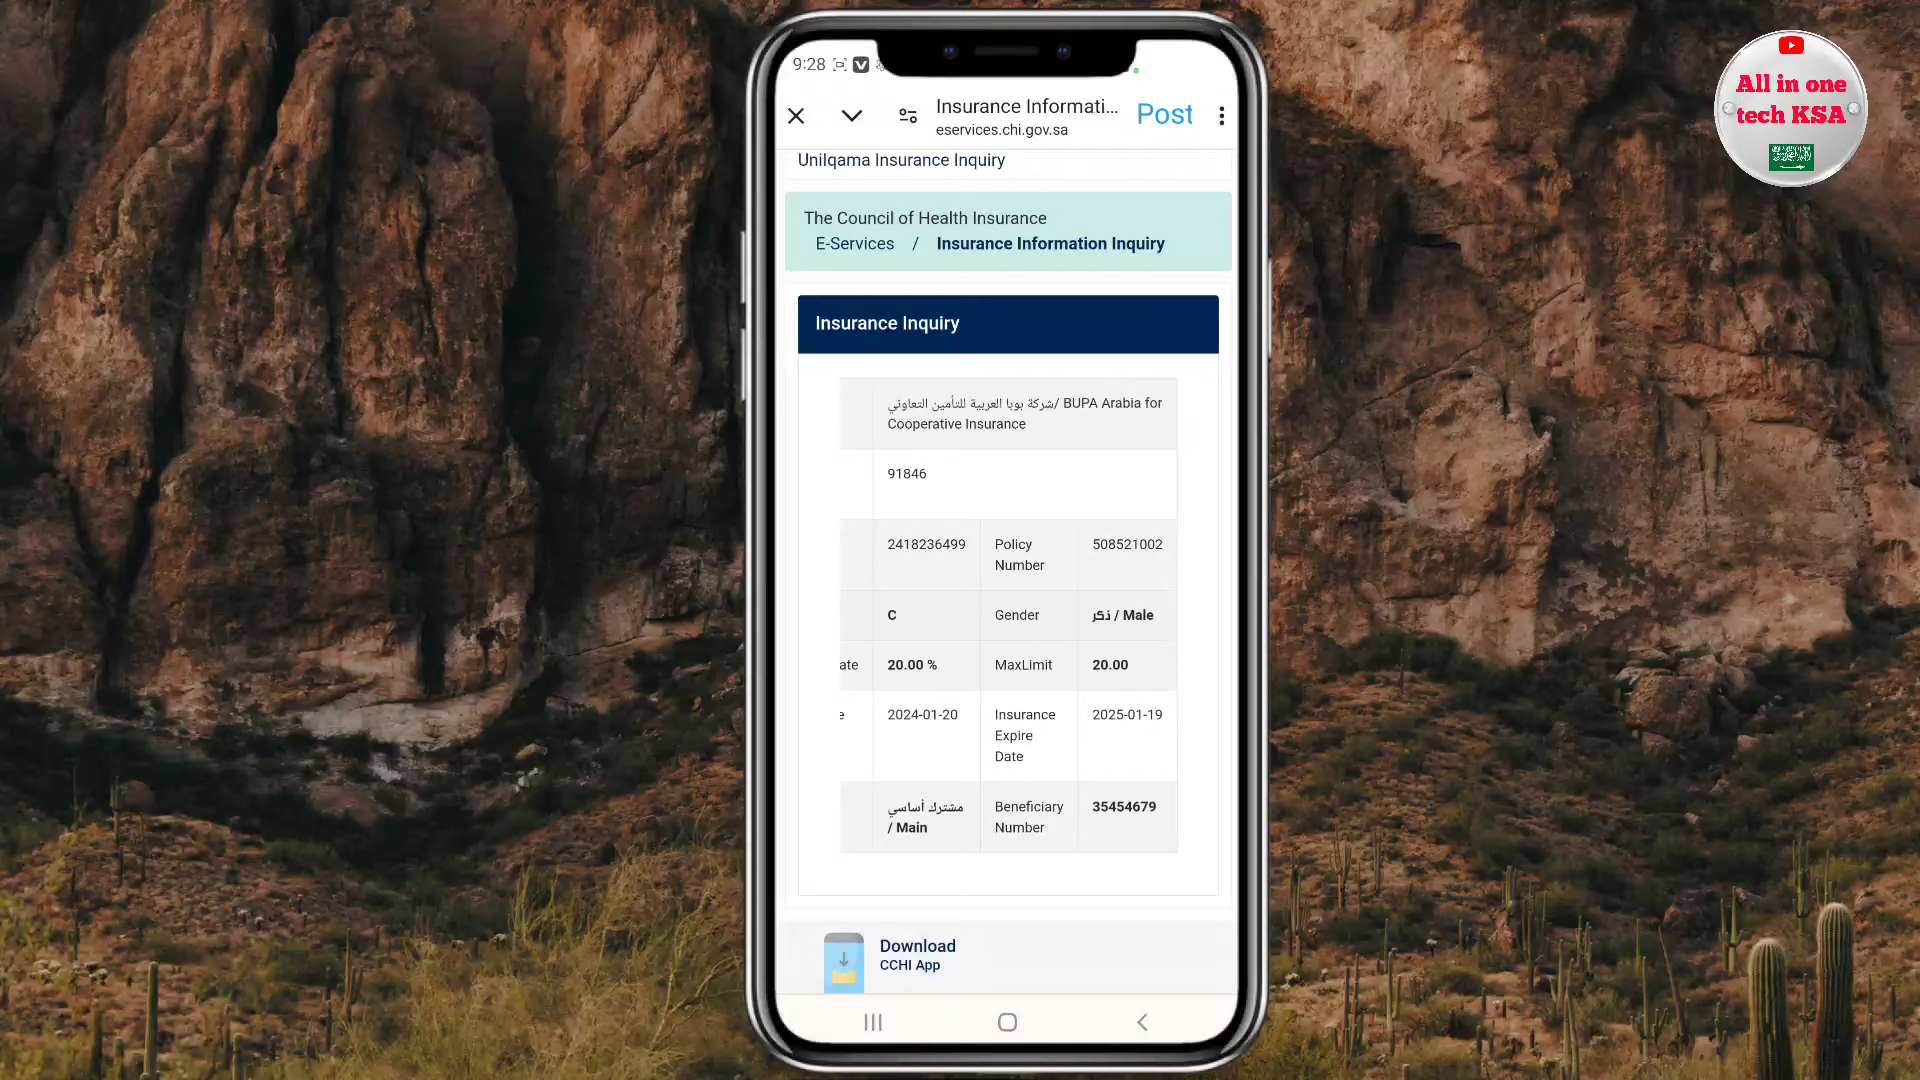 9:28
Insurance Informati...
eservices.chi.gov.sa
Post
All in one
tech KSA
UniIqama Insurance Inquiry
The Council of Health Insurance
E-Services / Insurance Information Inquiry
Insurance Inquiry
شركة بوبا العربية للتأمين التعاوني/ BUPA Arabia for
Cooperative Insurance
91846
2418236499 Policy Number 508521002
C Gender ذكر / Male
ate 20.00 % MaxLimit 20.00
e 2024-01-20 Insurance Expire Date 2025-01-19
مشترك أساسي / Main Beneficiary Number 35454679
Download
CCHI App